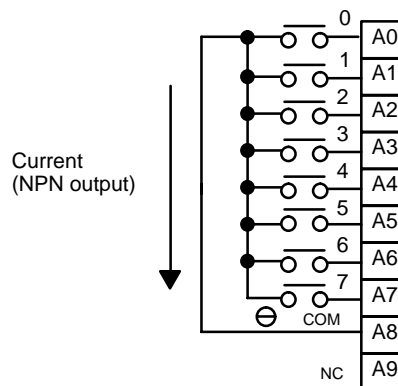 0
A0
1
A1
2
A2
3
A3
Current
(NPN output)
4
A4
5
A5
6
A6
7
A7
COM
A8
NC
A9